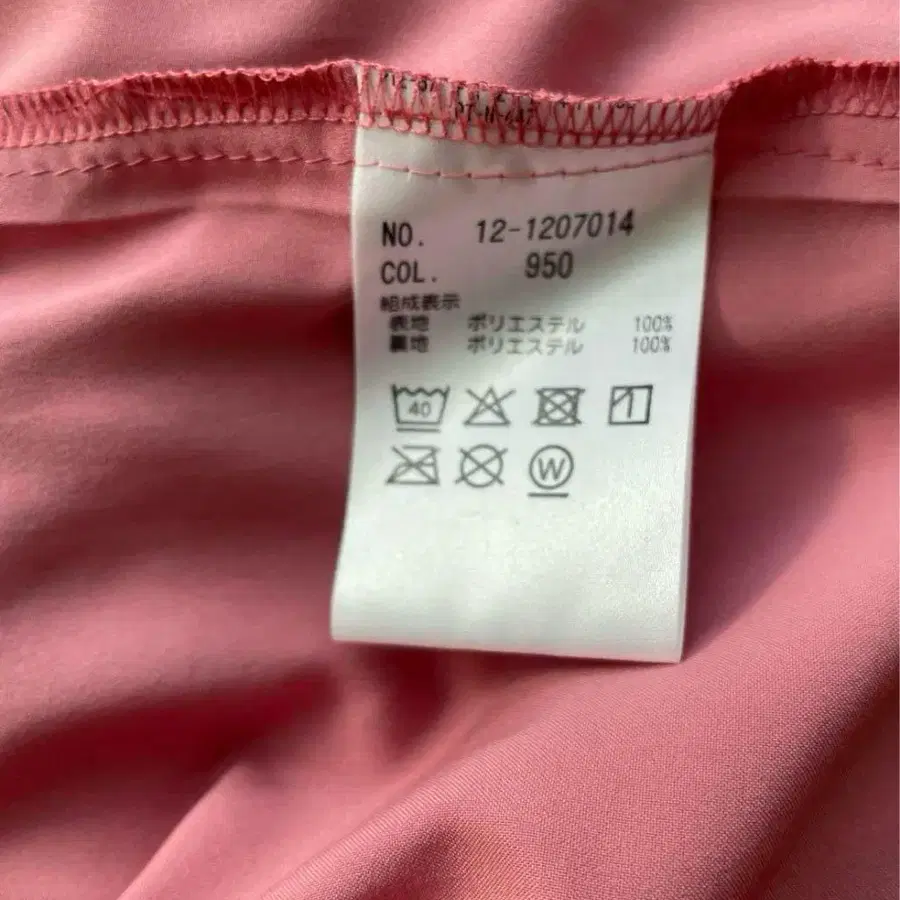 NO. 12-1207014
COL. 950
組成表示
表地 ポリエステル 100%
裏地 ポリエステル 100%
40
W